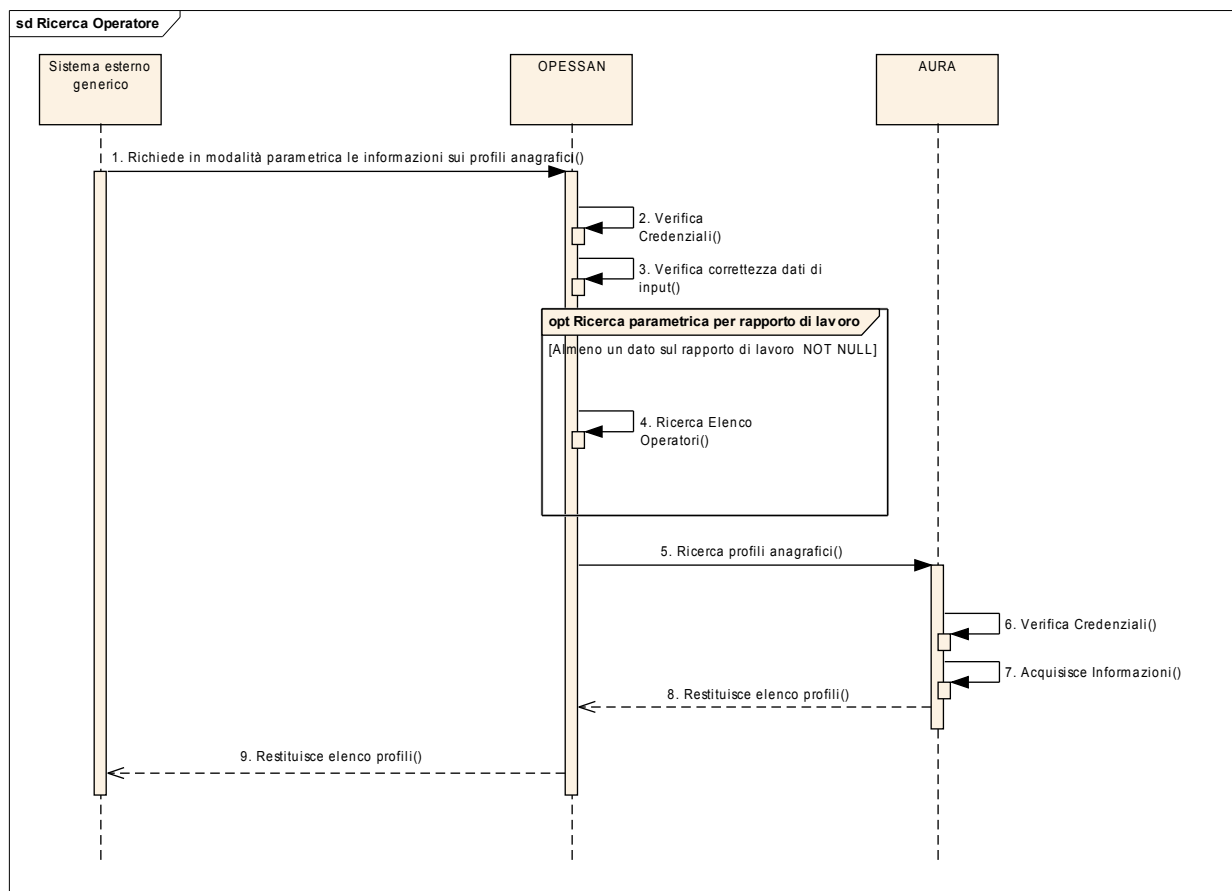 sd Ricerca Operatore
Sistema esterno
generico
OPESSAN
AURA
1. Richiede in modalità parametrica le informazioni sui profili anagrafici()
2. Verifica
Credenziali()
3. Verifica correttezza dati di
input()
opt Ricerca parametrica per rapporto di lavoro
[Almeno un dato sul rapporto di lavoro  NOT NULL]
4. Ricerca Elenco
Operatori()
5. Ricerca profili anagrafici()
6. Verifica Credenziali()
7. Acquisisce Informazioni()
8. Restituisce elenco profili()
9. Restituisce elenco profili()